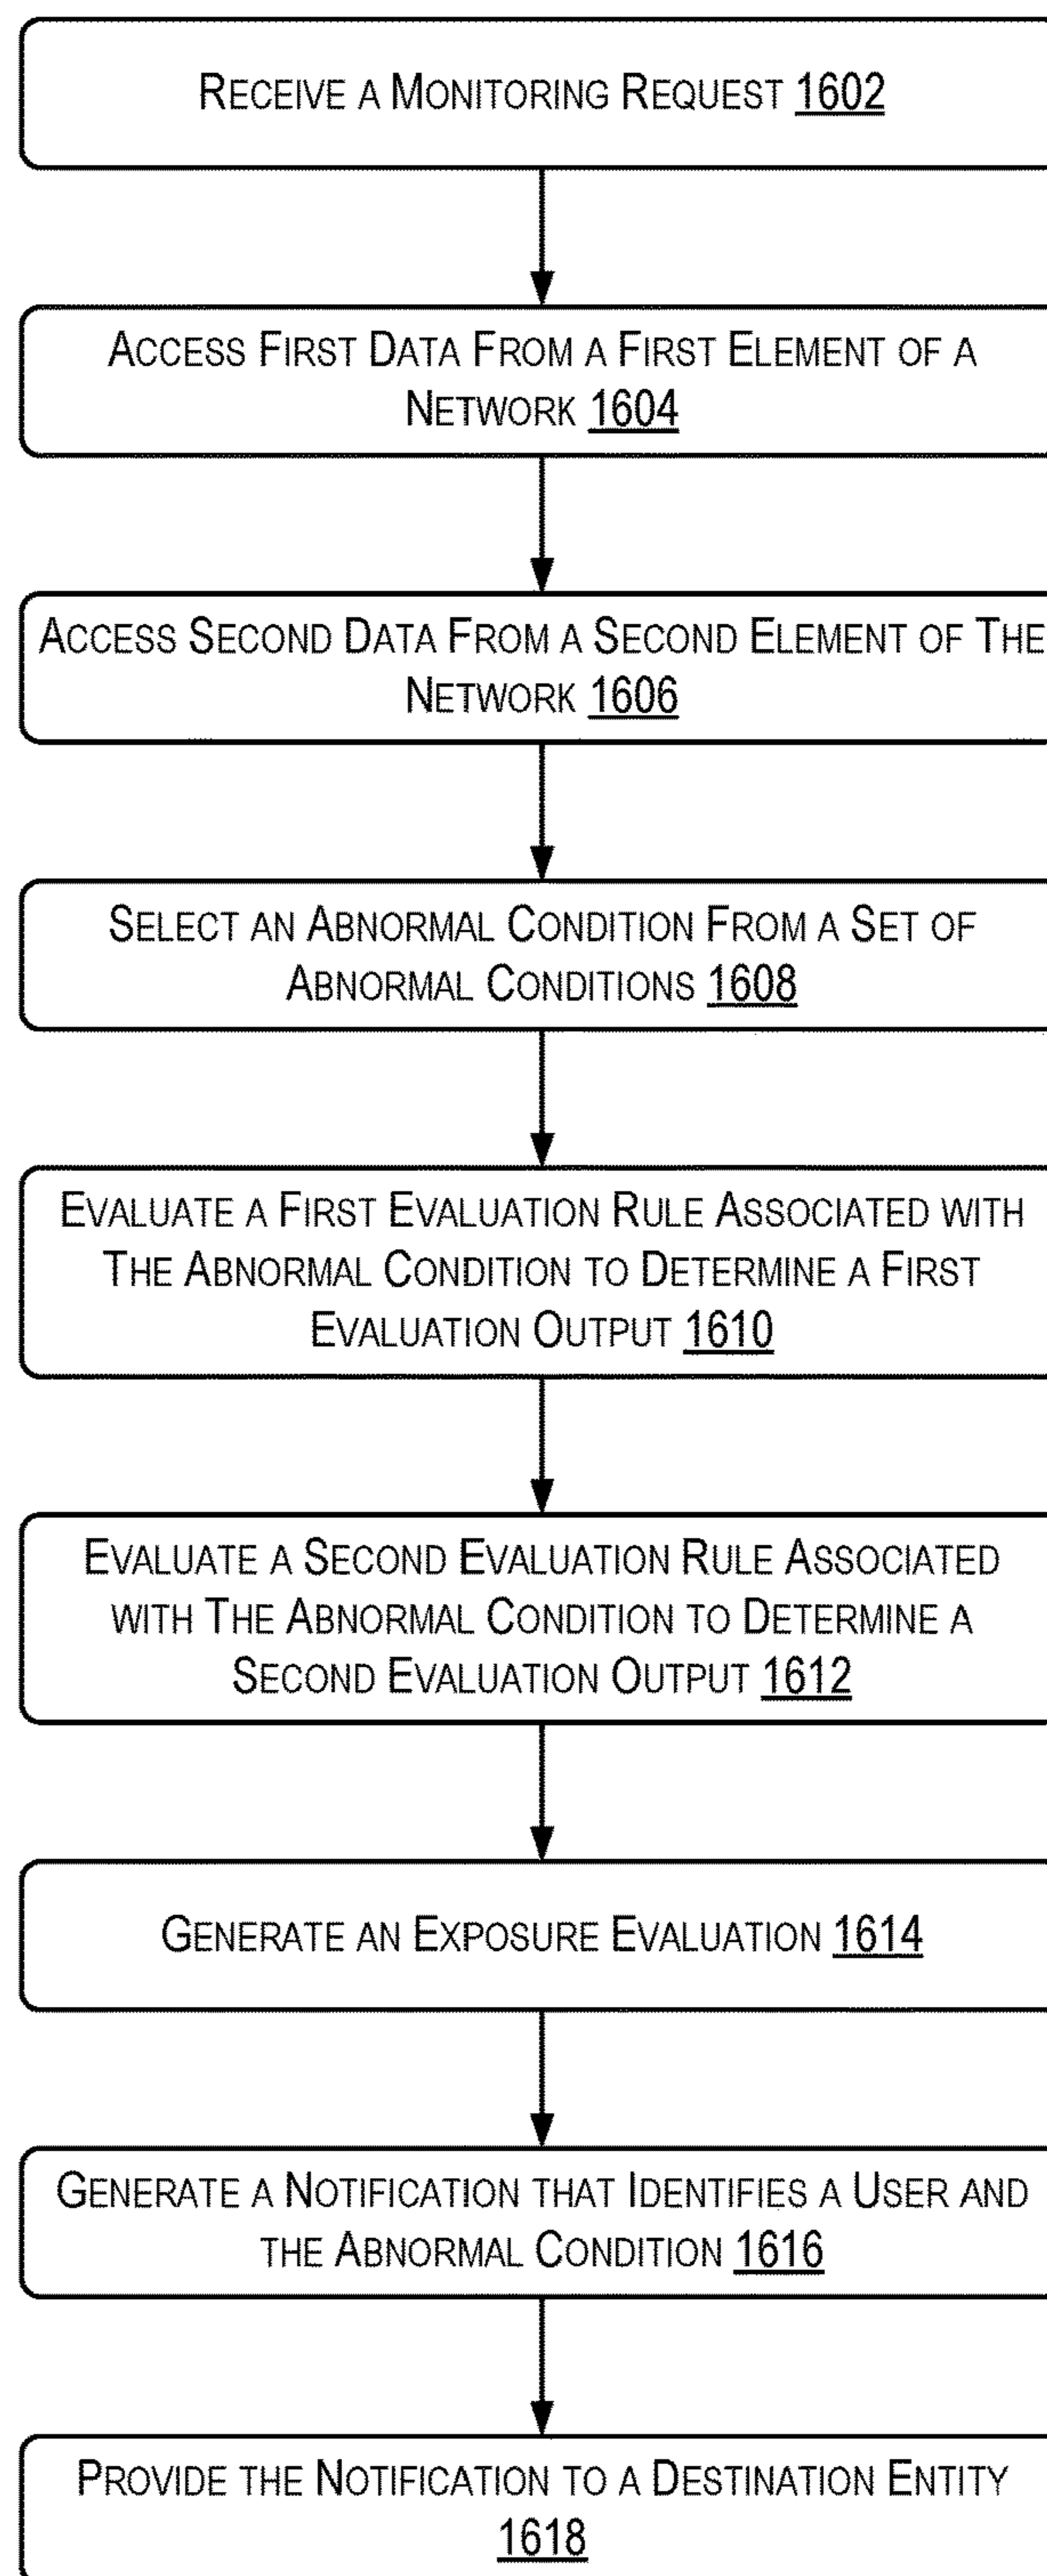 RECEIVE A MONITORING REQUEST 1602
ACCESS FIRST DATA FROM A FIRST ELEMENT OF A
NETWORK 1604
ACCESS SECOND DATA FROM A SECOND ELEMENT OF THE
NETWORK 1606
SELECT AN ABNORMAL CONDITION FROM A SET OF
ABNORMAL CONDITIONS 1608
EVALUATE A FIRST EVALUATION RULE ASSOCIATED WITH
THE ABNORMAL CONDITION TO DETERMINE A FIRST
EVALUATION OUTPUT 1610
EVALUATE A SECOND EVALUATION RULE ASSOCIATED
WITH THE ABNORMAL CONDITION TO DETERMINE A
SECOND EVALUATION OUTPUT 1612
GENERATE AN EXPOSURE EVALUATION 1614
GENERATE A NOTIFICATION THAT IDENTIFIES A USER AND
THE ABNORMAL CONDITION 1616
PROVIDE THE NOTIFICATION TO A DESTINATION ENTITY
1618